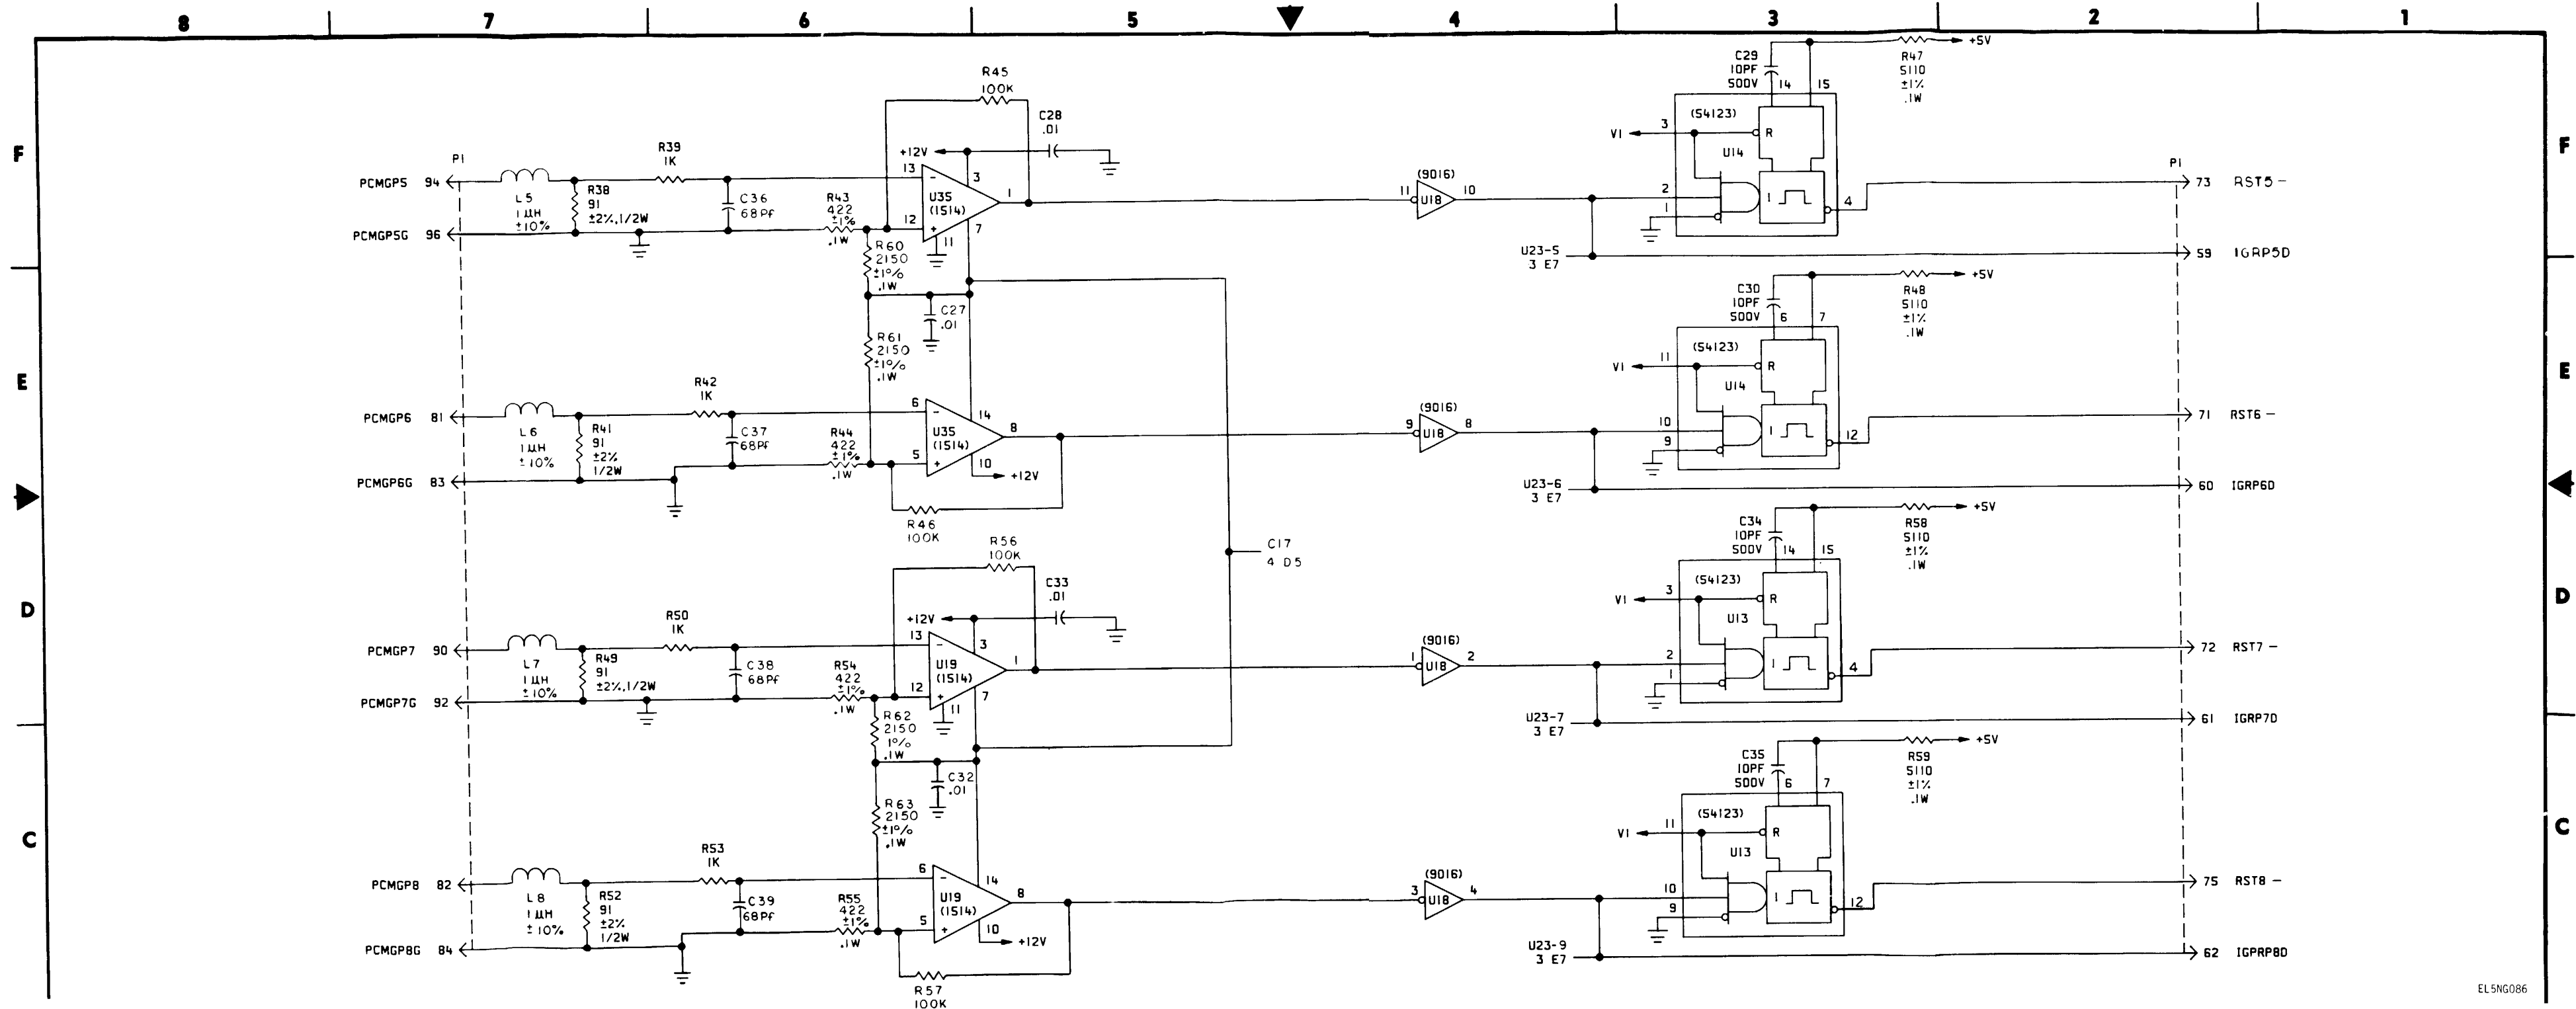 8 7 6 5 4 3 2 1
F
R45
100K
C28
.01
+12V
P1
PCMGP5 94
L5
1 µH
±10%
R38
91
±2%,1/2W
R39
1K
C36
68Pf
R43
422
±1%
.1W
13
12
3
1
7
11
U35
(1514)
PCMGP5G 96
R60
2150
±1%
.1W
(9016)
11 U18 10
C29
10PF
500V
14 15
R47
5110
±1%
.1W
+5V
(54123)
V1 3
R
U14
2
1
1
4
P1
73 RST5-
U23-5
3 E7
59 IGRP5D
F
E
C27
.01
R61
2150
±1%
.1W
PCMGP6 81
L6
1 µH
±10%
R41
91
±2%
1/2W
R42
1K
C37
68Pf
R44
422
±1%
.1W
6
5
14
8
10
U35
(1514)
+12V
PCMGP6G 83
R46
100K
(9016)
9 U18 8
C30
10PF
500V
6 7
R48
5110
±1%
.1W
+5V
(54123)
V1 11
R
U14
10
9
1
12
71 RST6-
U23-6
3 E7
60 IGRP6D
E
C17
4 D5
D
R56
100K
C33
.01
+12V
PCMGP7 90
L7
1 µH
±10%
R49
91
±2%,1/2W
R50
1K
C38
68Pf
R54
422
±1%
.1W
13
12
3
1
7
11
U19
(1514)
PCMGP7G 92
R62
2150
1%
.1W
(9016)
1 U18 2
C34
10PF
500V
14 15
R58
5110
±1%
.1W
+5V
(54123)
V1 3
R
U13
2
1
1
4
72 RST7-
U23-7
3 E7
61 IGRP7D
D
C
C32
.01
R63
2150
±1%
.1W
PCMGP8 82
L8
1 µH
±10%
R52
91
±2%
1/2W
R53
1K
C39
68Pf
R55
422
±1%
.1W
6
5
14
8
10
U19
(1514)
+12V
PCMGP8G 84
R57
100K
(9016)
3 U18 4
C35
10PF
500V
6 7
R59
5110
±1%
.1W
+5V
(54123)
V1 11
R
U13
10
9
1
12
75 RST8-
U23-9
3 E7
62 IGPRP8D
C
EL5NG086